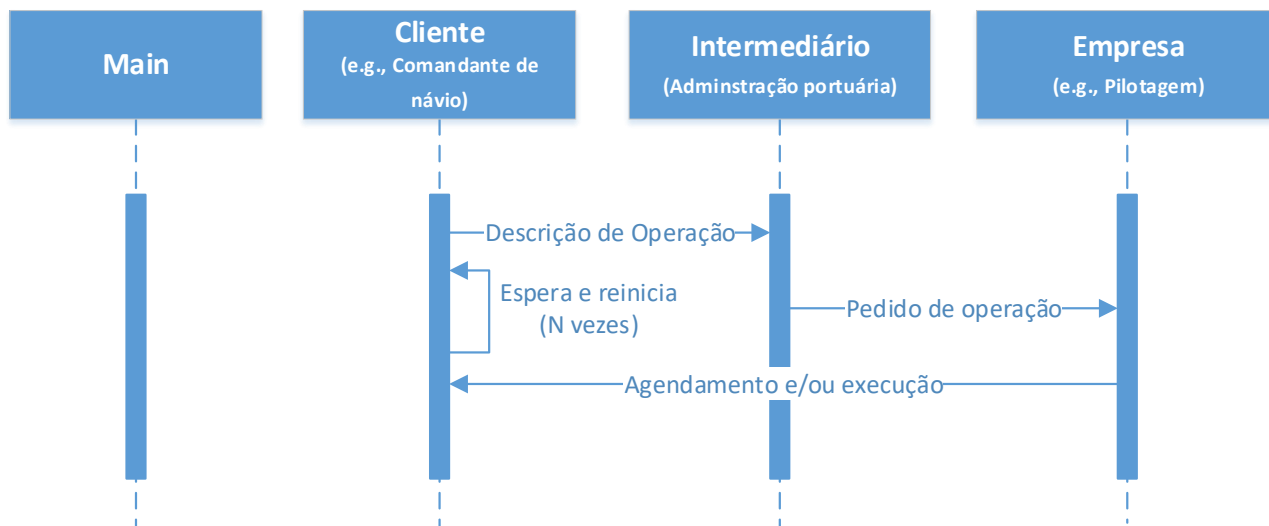 Main
Cliente
(e.g., Comandante de
návio)
Intermediário
(Adminstração portuária)
Empresa
(e.g., Pilotagem)
Descrição de Operação
Espera e reinicia
(N vezes)
Pedido de operação
Agendamento e/ou execução